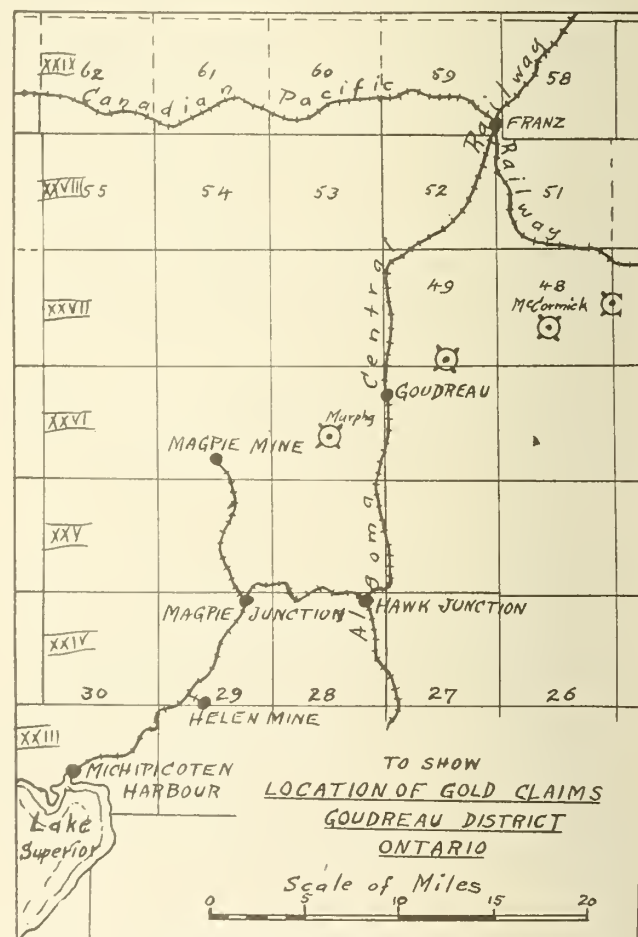 XXIX 62 61 60 59 58
Canadian Pacific Railway
FRANZ
Railway
XXVII 55 54 53 52 51
49 48
McCormick
XXVII
Algoma Central
GOUDREAU
XXVI
Murphy
MAGPIE MINE
XXV
MAGPIE JUNCTION
HAWK JUNCTION
XXIV
30 29 28 27 26
HELEN MINE
XXIII
MICHIPICOTEN
HARBOUR
Lake
Superior
TO SHOW
LOCATION OF GOLD CLAIMS
GOUDREAU DISTRICT
ONTARIO
Scale of Miles
0 5 10 15 20